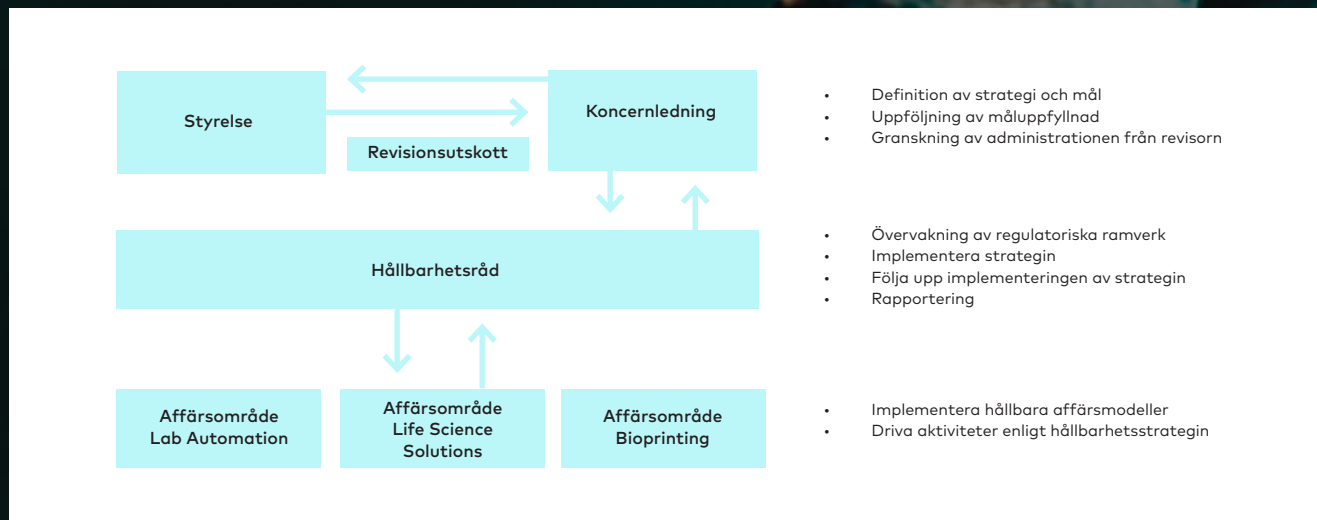 Styrelse
Revisionsutskott
Koncernledning
• Definition av strategi och mål
• Uppföljning av måluppfyllnad
• Granskning av administrationen från revisorn
Hållbarhetsråd
• Övervakning av regulatoriska ramverk
• Implementera strategin
• Följa upp implementeringen av strategin
• Rapportering
Affärsområde
Lab Automation
Affärsområde
Life Science
Solutions
Affärsområde
Bioprinting
• Implementera hållbara affärsmodeller
• Driva aktiviteter enligt hållbarhetsstrategin